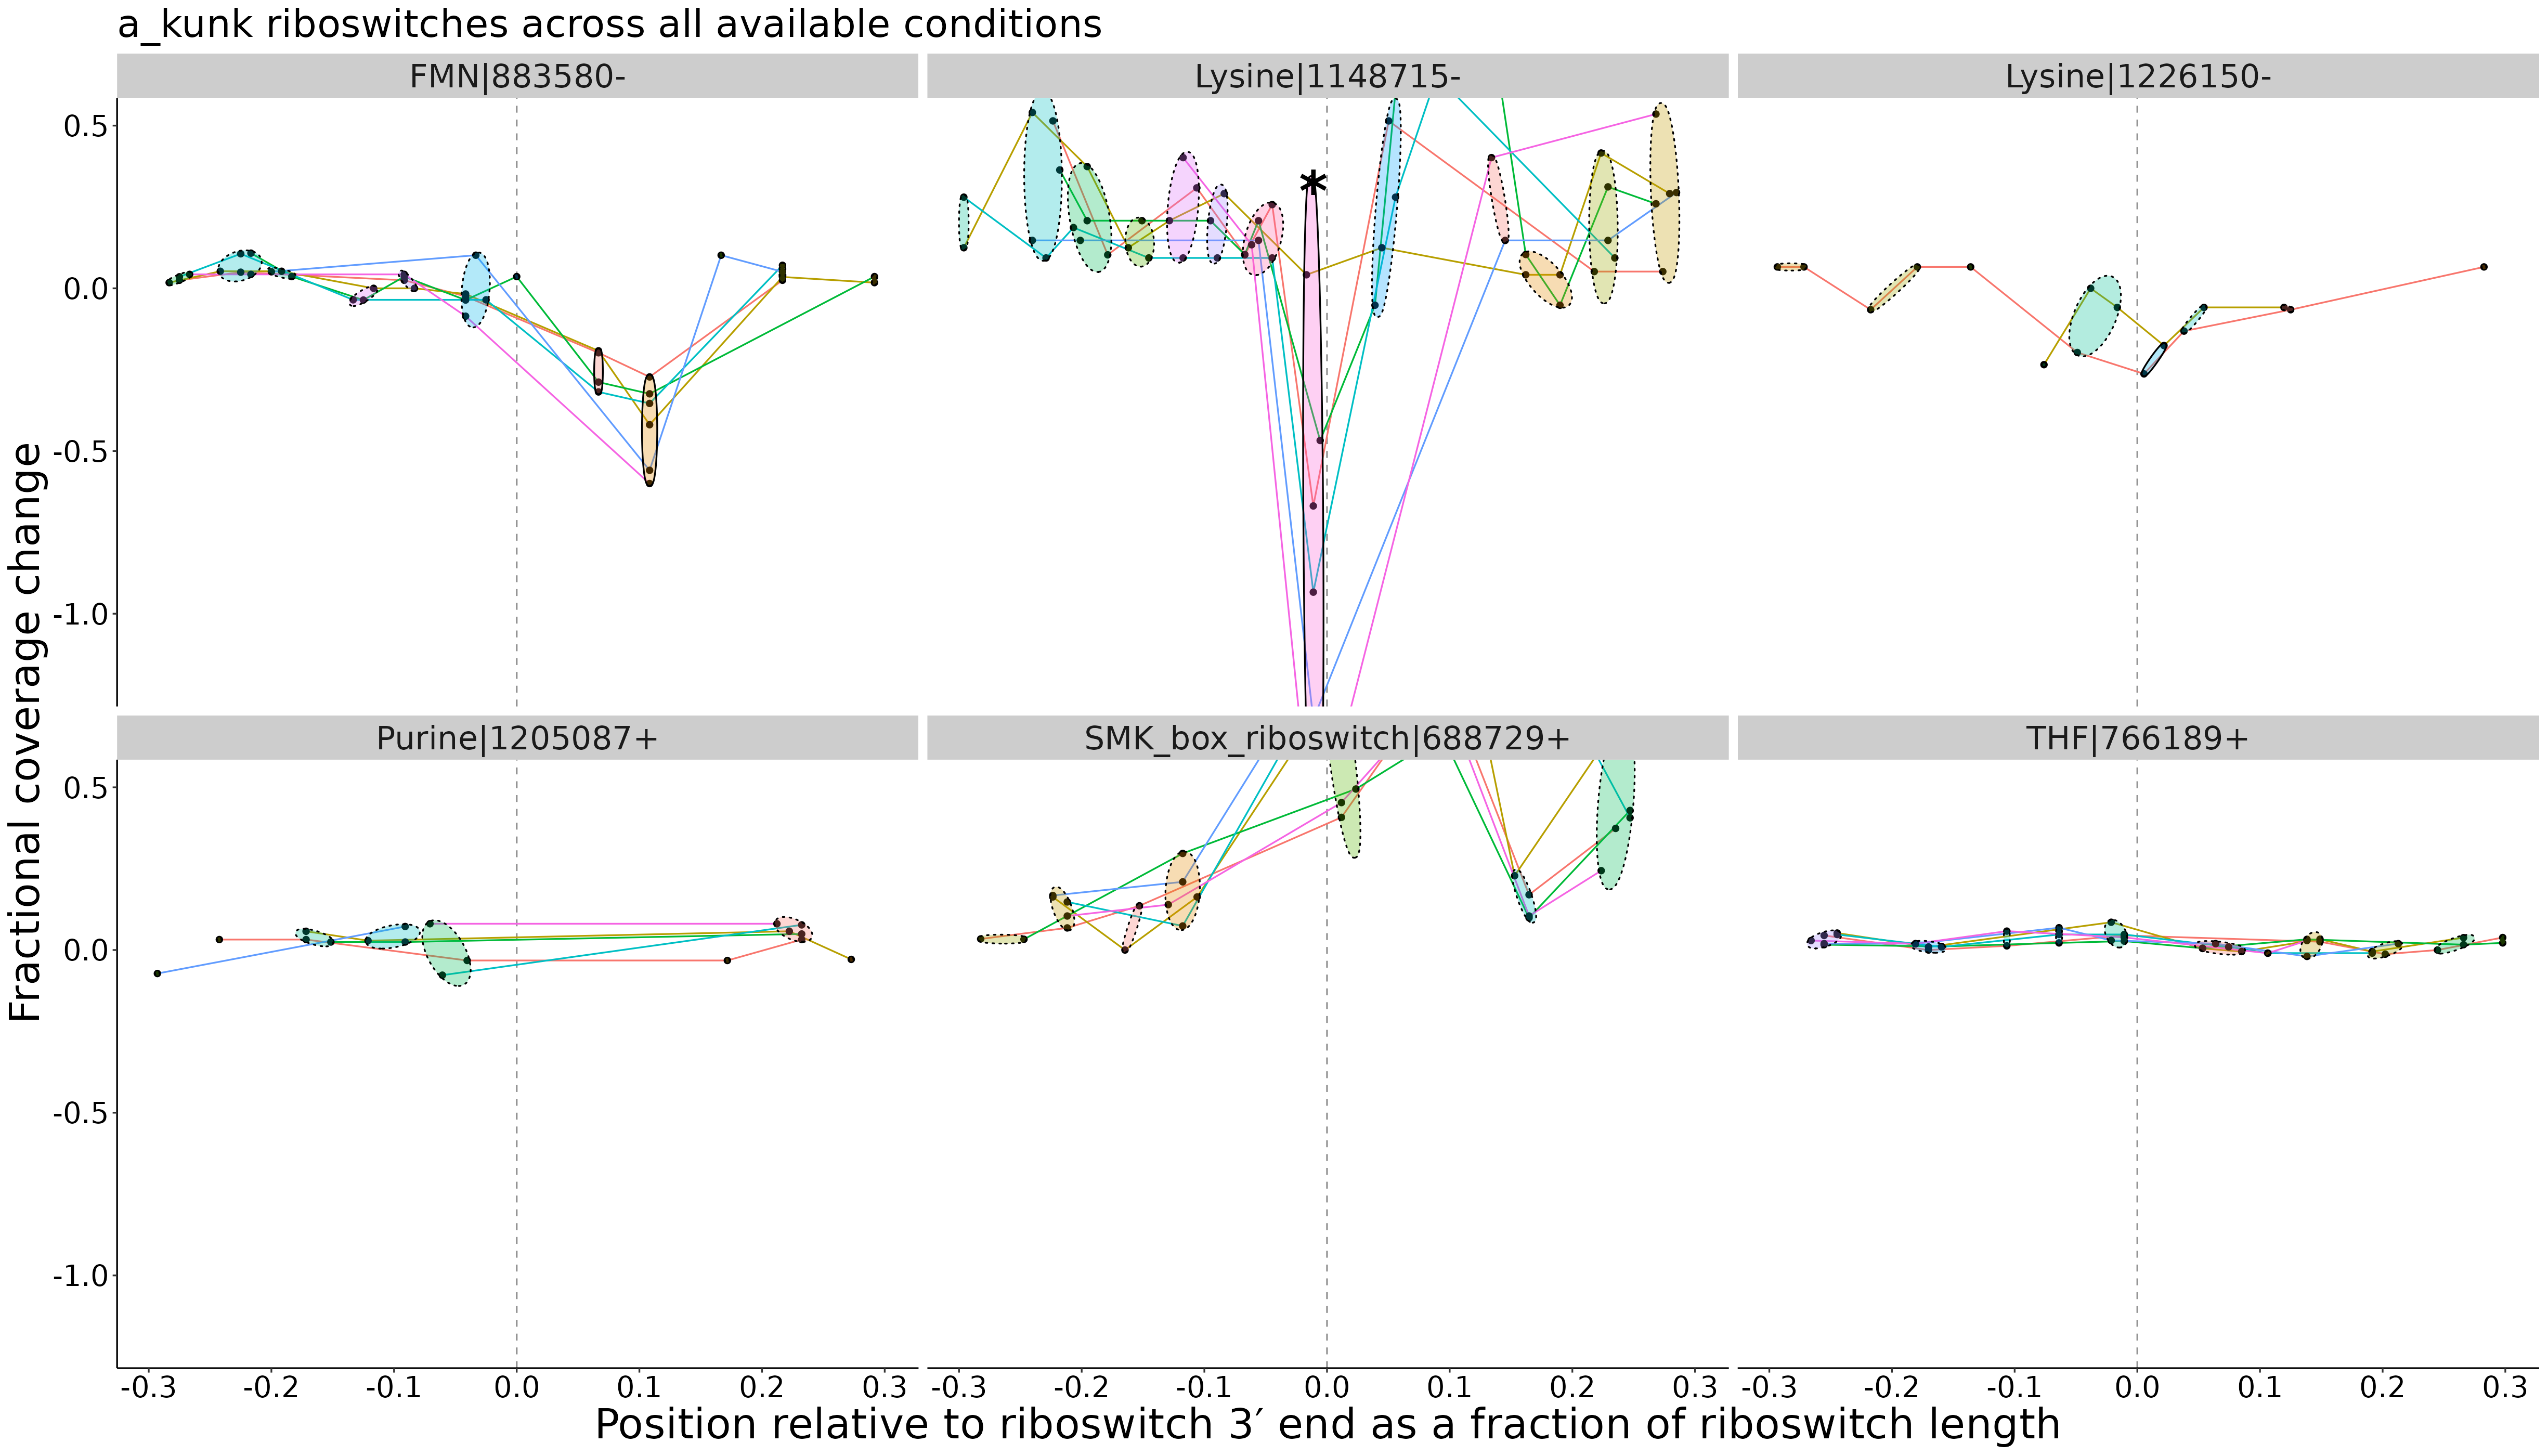 a_kunk riboswitches across all available conditions
FMN|883580-
Lysine|1148715-
Lysine|1226150-
0.5
0.0
-0.5
-1.0
*
Purine|1205087+
SMK_box_riboswitch|688729+
THF|766189+
0.5
0.0
-0.5
-1.0
-0.3 -0.2 -0.1 0.0 0.1 0.2 0.3
-0.3 -0.2 -0.1 0.0 0.1 0.2 0.3
-0.3 -0.2 -0.1 0.0 0.1 0.2 0.3
Fractional coverage change
Position relative to riboswitch 3′ end as a fraction of riboswitch length